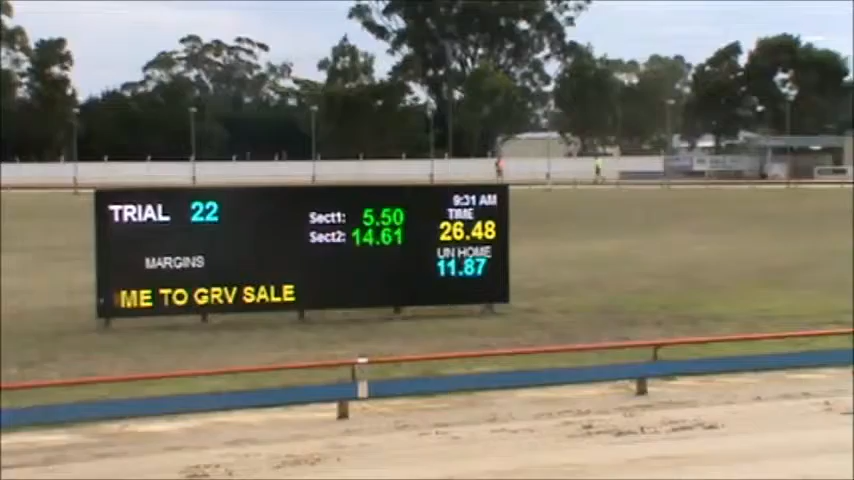 TRIAL 22
Sect1: 5.50
Sect2: 14.61
9:31 AM
TIME
26.48
UN HOME
11.87
MARGINS
ME TO GRV SALE